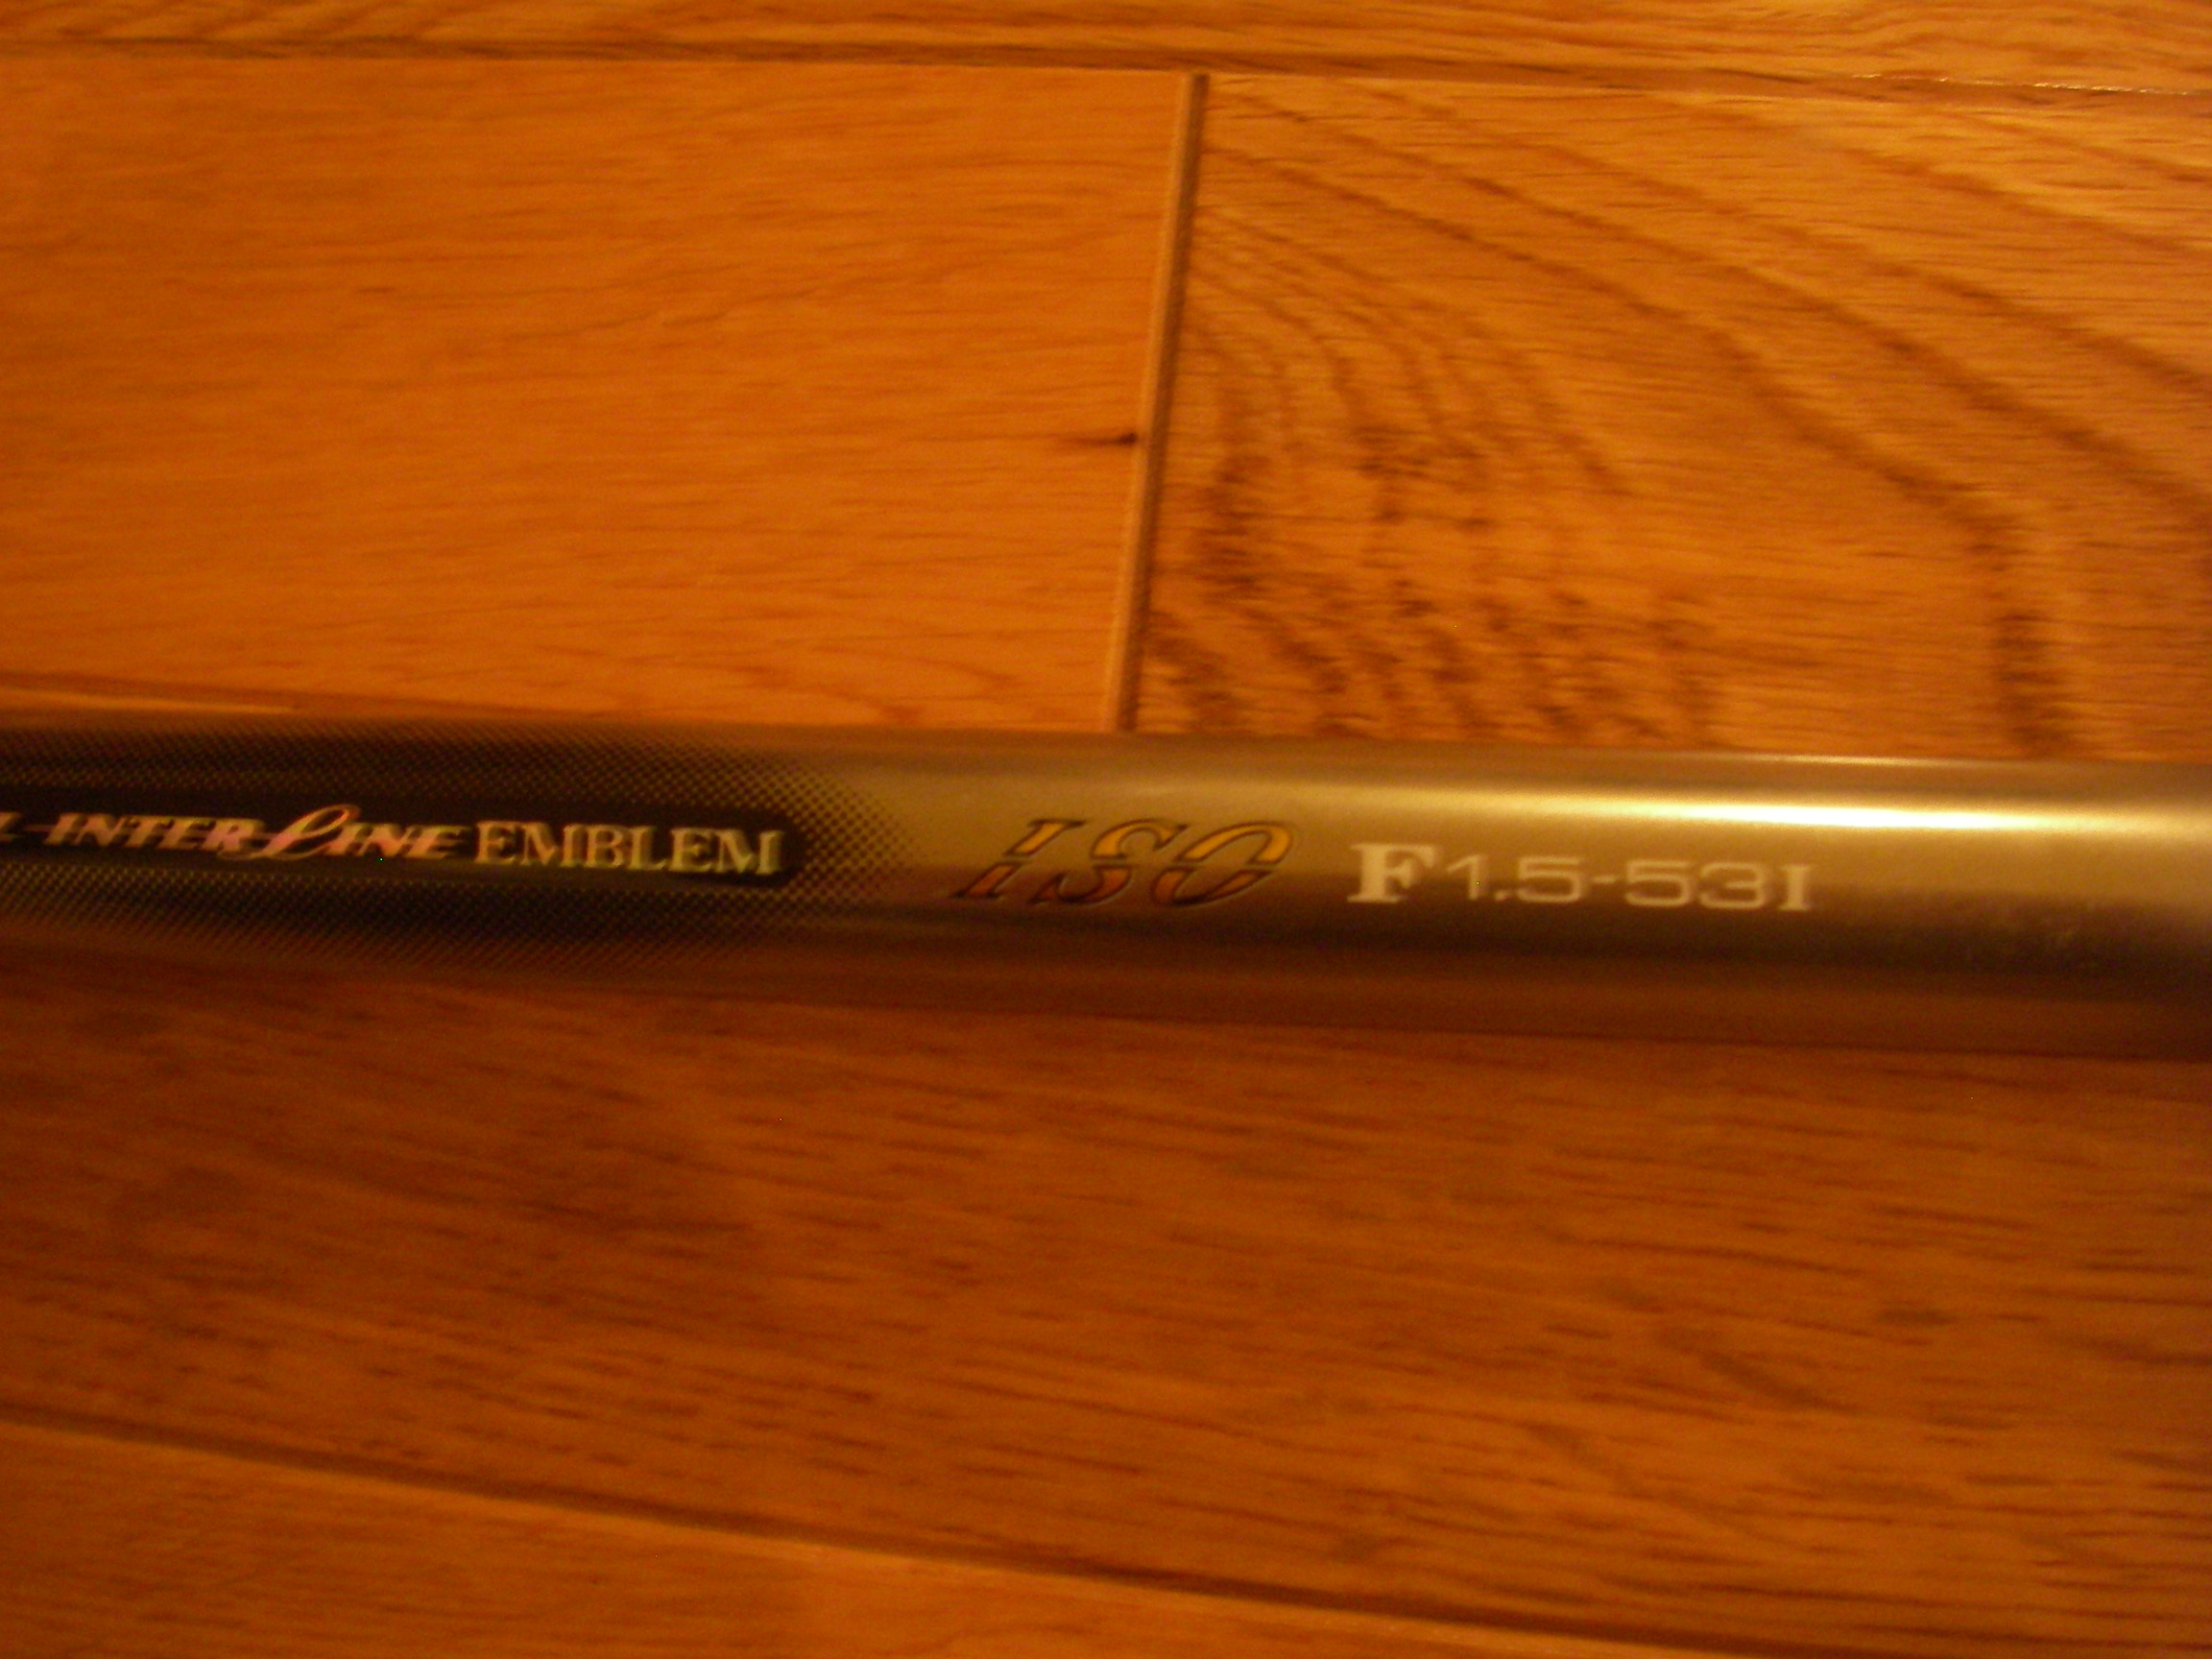 L-INTERLINE EMBLEM ISO F1.5-53I